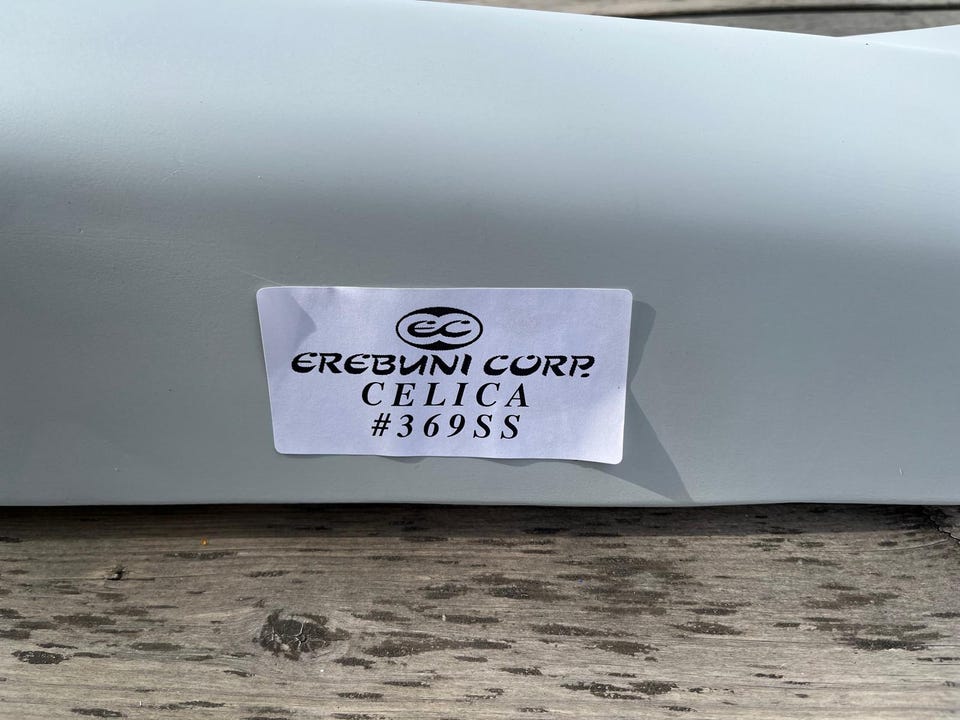 EC
EREBUNI CORP.
CELICA
#369SS